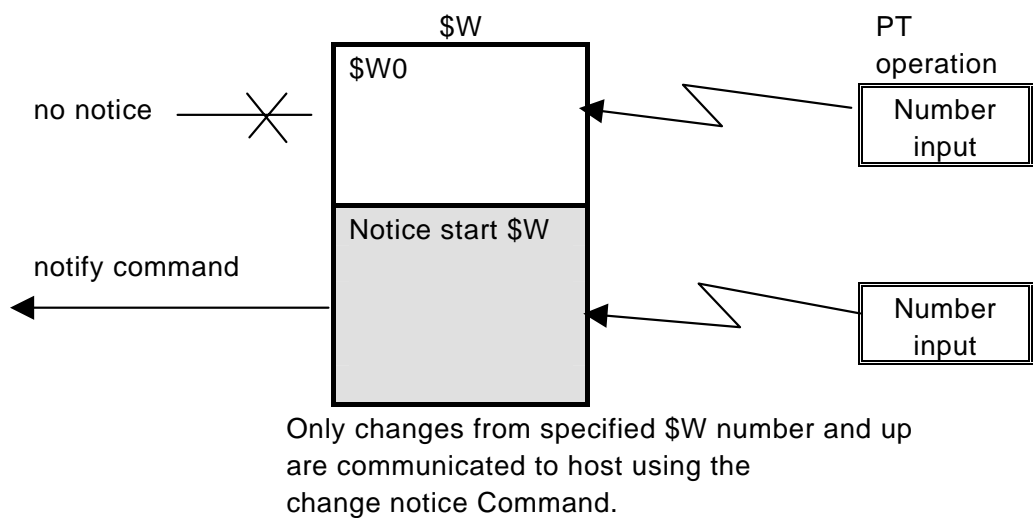 $W
PT
operation
$W0
no notice
Number
input
Notice start $W
notify command
Number
input
Only changes from specified $W number and up
are communicated to host using the
change notice Command.